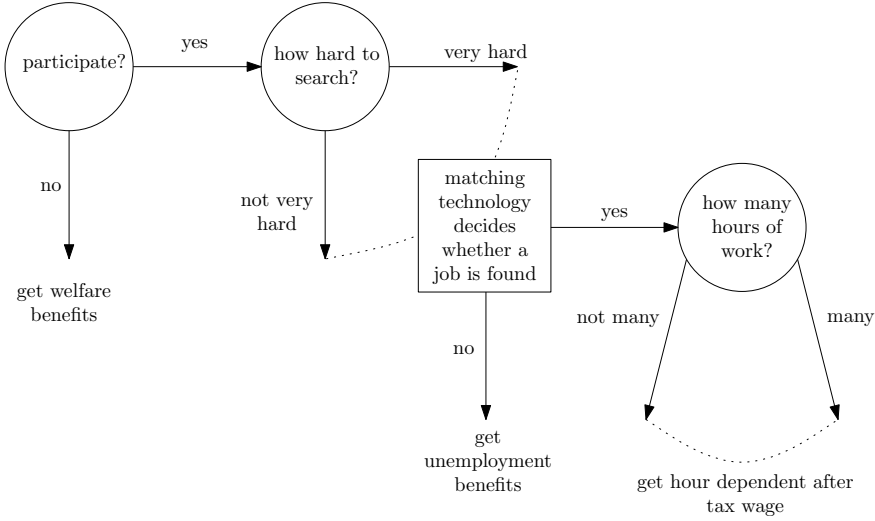 participate?
yes
how hard to
search?
very hard
no
not very
hard
get welfare
benefits
matching
technology
decides
whether a
job is found
yes
how many
hours of
work?
no
not many
many
get
unemployment
benefits
get hour dependent after
tax wage